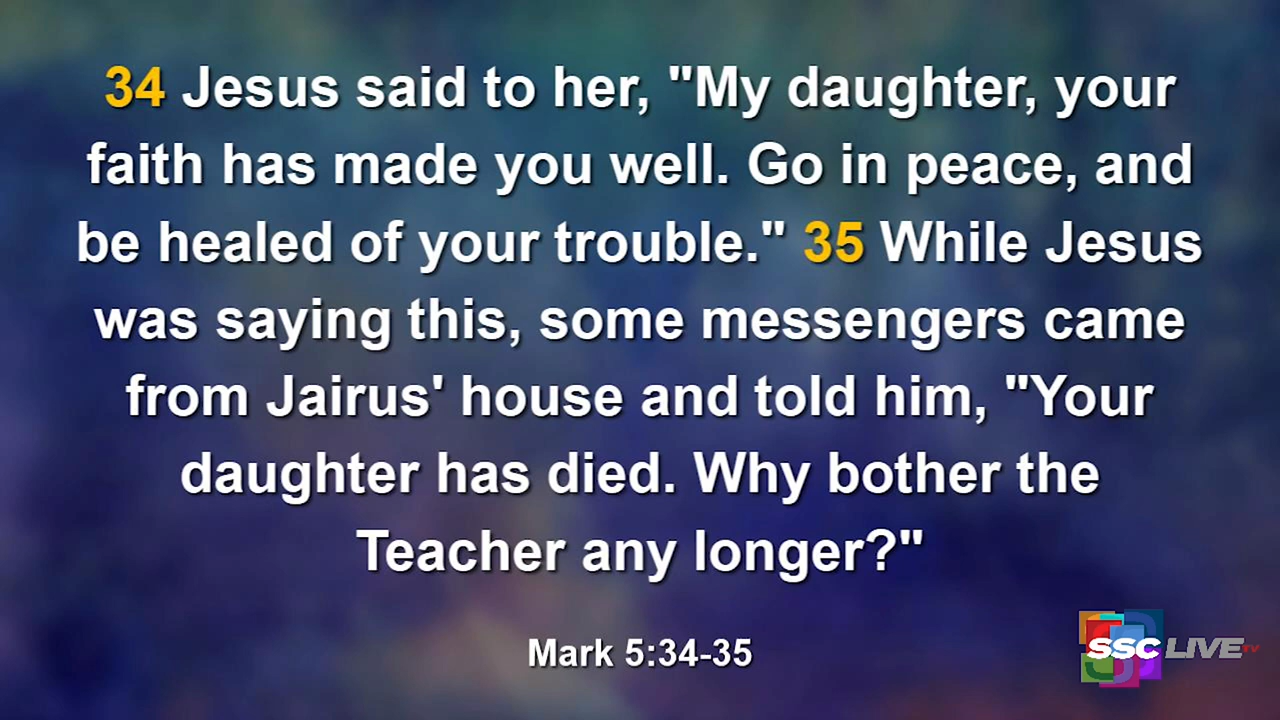 34 Jesus said to her, "My daughter, your
faith has made you well. Go in peace, and
be healed of your trouble." 35 While Jesus
was saying this, some messengers came
from Jairus' house and told him, "Your
daughter has died. Why bother the
Teacher any longer?"
Mark 5:34-35
SSC LIVE TV